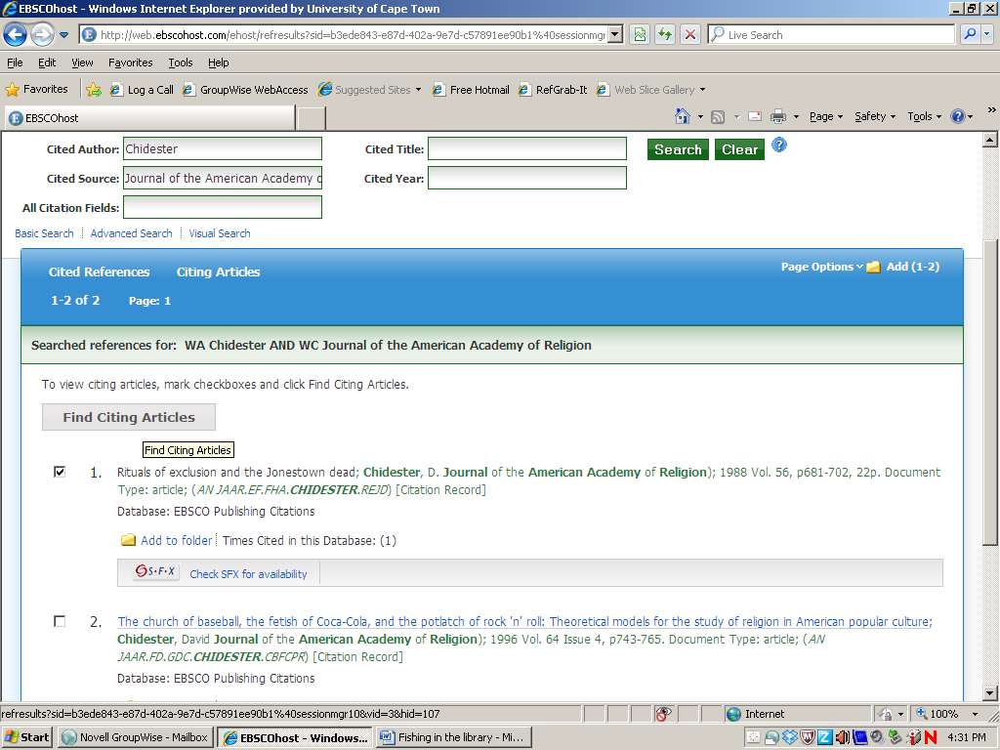 EBSCOhost - Windows Internet Explorer provided by University of Cape Town
http://web.ebscohost.com/ehost/refresults?sid=b3ede843-e87d-402a-9e7d-c57891ee90b1%40sessionmgr
Live Search
File Edit View Favorites Tools Help
Favorites Log a Call GroupWise WebAccess Suggested Sites Free Hotmail RefGrab-It Web Slice Gallery
EBSCOhost Page Safety Tools
Cited Author: Chidester Cited Title: Search Clear
Cited Source: Journal of the American Academy o Cited Year:
All Citation Fields:
Basic Search Advanced Search Visual Search
Cited References Citing Articles Page Options Add (1-2)
1-2 of 2 Page: 1
Searched references for: WA Chidester AND WC Journal of the American Academy of Religion
To view citing articles, mark checkboxes and click Find Citing Articles.
Find Citing Articles
Find Citing Articles
1. Rituals of exclusion and the Jonestown dead; Chidester, D. Journal of the American Academy of Religion); 1988 Vol. 56, p681-702, 22p. Document
Type: article; (AN JAAR.EF.FHA.CHIDESTER.REJD) [Citation Record]
Database: EBSCO Publishing Citations
Add to folder Times Cited in this Database: (1)
S·F·X Check SFX for availability
2. The church of baseball, the fetish of Coca-Cola, and the potlatch of rock 'n' roll: Theoretical models for the study of religion in American popular culture;
Chidester, David Journal of the American Academy of Religion); 1996 Vol. 64 Issue 4, p743-765. Document Type: article; (AN
JAAR.FD.GDC.CHIDESTER.CBFCPR) [Citation Record]
Database: EBSCO Publishing Citations
refresults?sid=b3ede843-e87d-402a-9e7d-c57891ee90b1%40sessionmgr10&vid=3&hid=107 Internet 100%
Start Novell GroupWise - Mailbox EBSCOhost - Windows... Fishing in the library - Mi... 4:31 PM